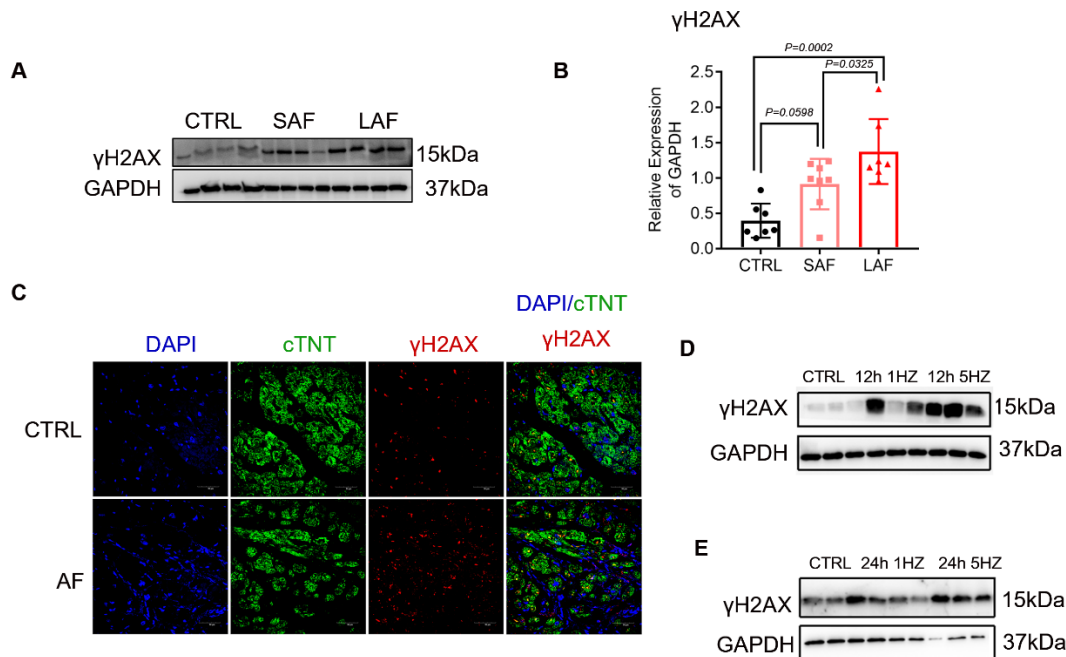 A
CTRL SAF LAF
γH2AX 15kDa
GAPDH 37kDa
B
γH2AX
P=0.0002
P=0.0325
P=0.0598
Relative Expression
of GAPDH
2.5
2.0
1.5
1.0
0.5
0.0
CTRL SAF LAF
C
DAPI/cTNT
DAPI cTNT γH2AX γH2AX
CTRL
AF
D
CTRL 12h 1HZ 12h 5HZ
γH2AX 15kDa
GAPDH 37kDa
E
CTRL 24h 1HZ 24h 5HZ
γH2AX 15kDa
GAPDH 37kDa